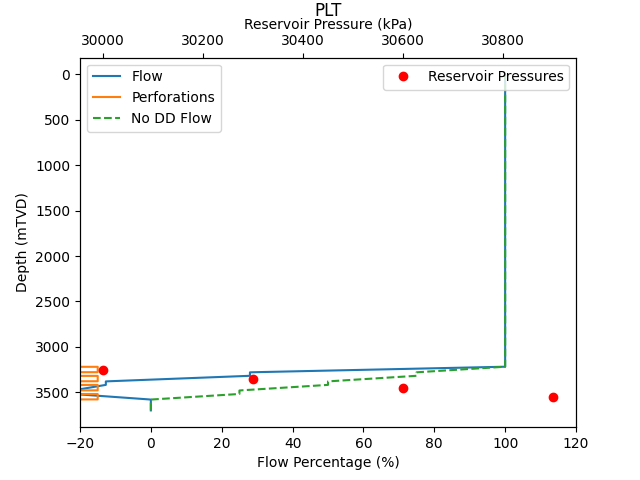 PLT
Reservoir Pressure (kPa)
30000 30200 30400 30600 30800
Flow
Perforations
No DD Flow
Reservoir Pressures
Depth (mTVD)
0
500
1000
1500
2000
2500
3000
3500
−20 0 20 40 60 80 100 120
Flow Percentage (%)